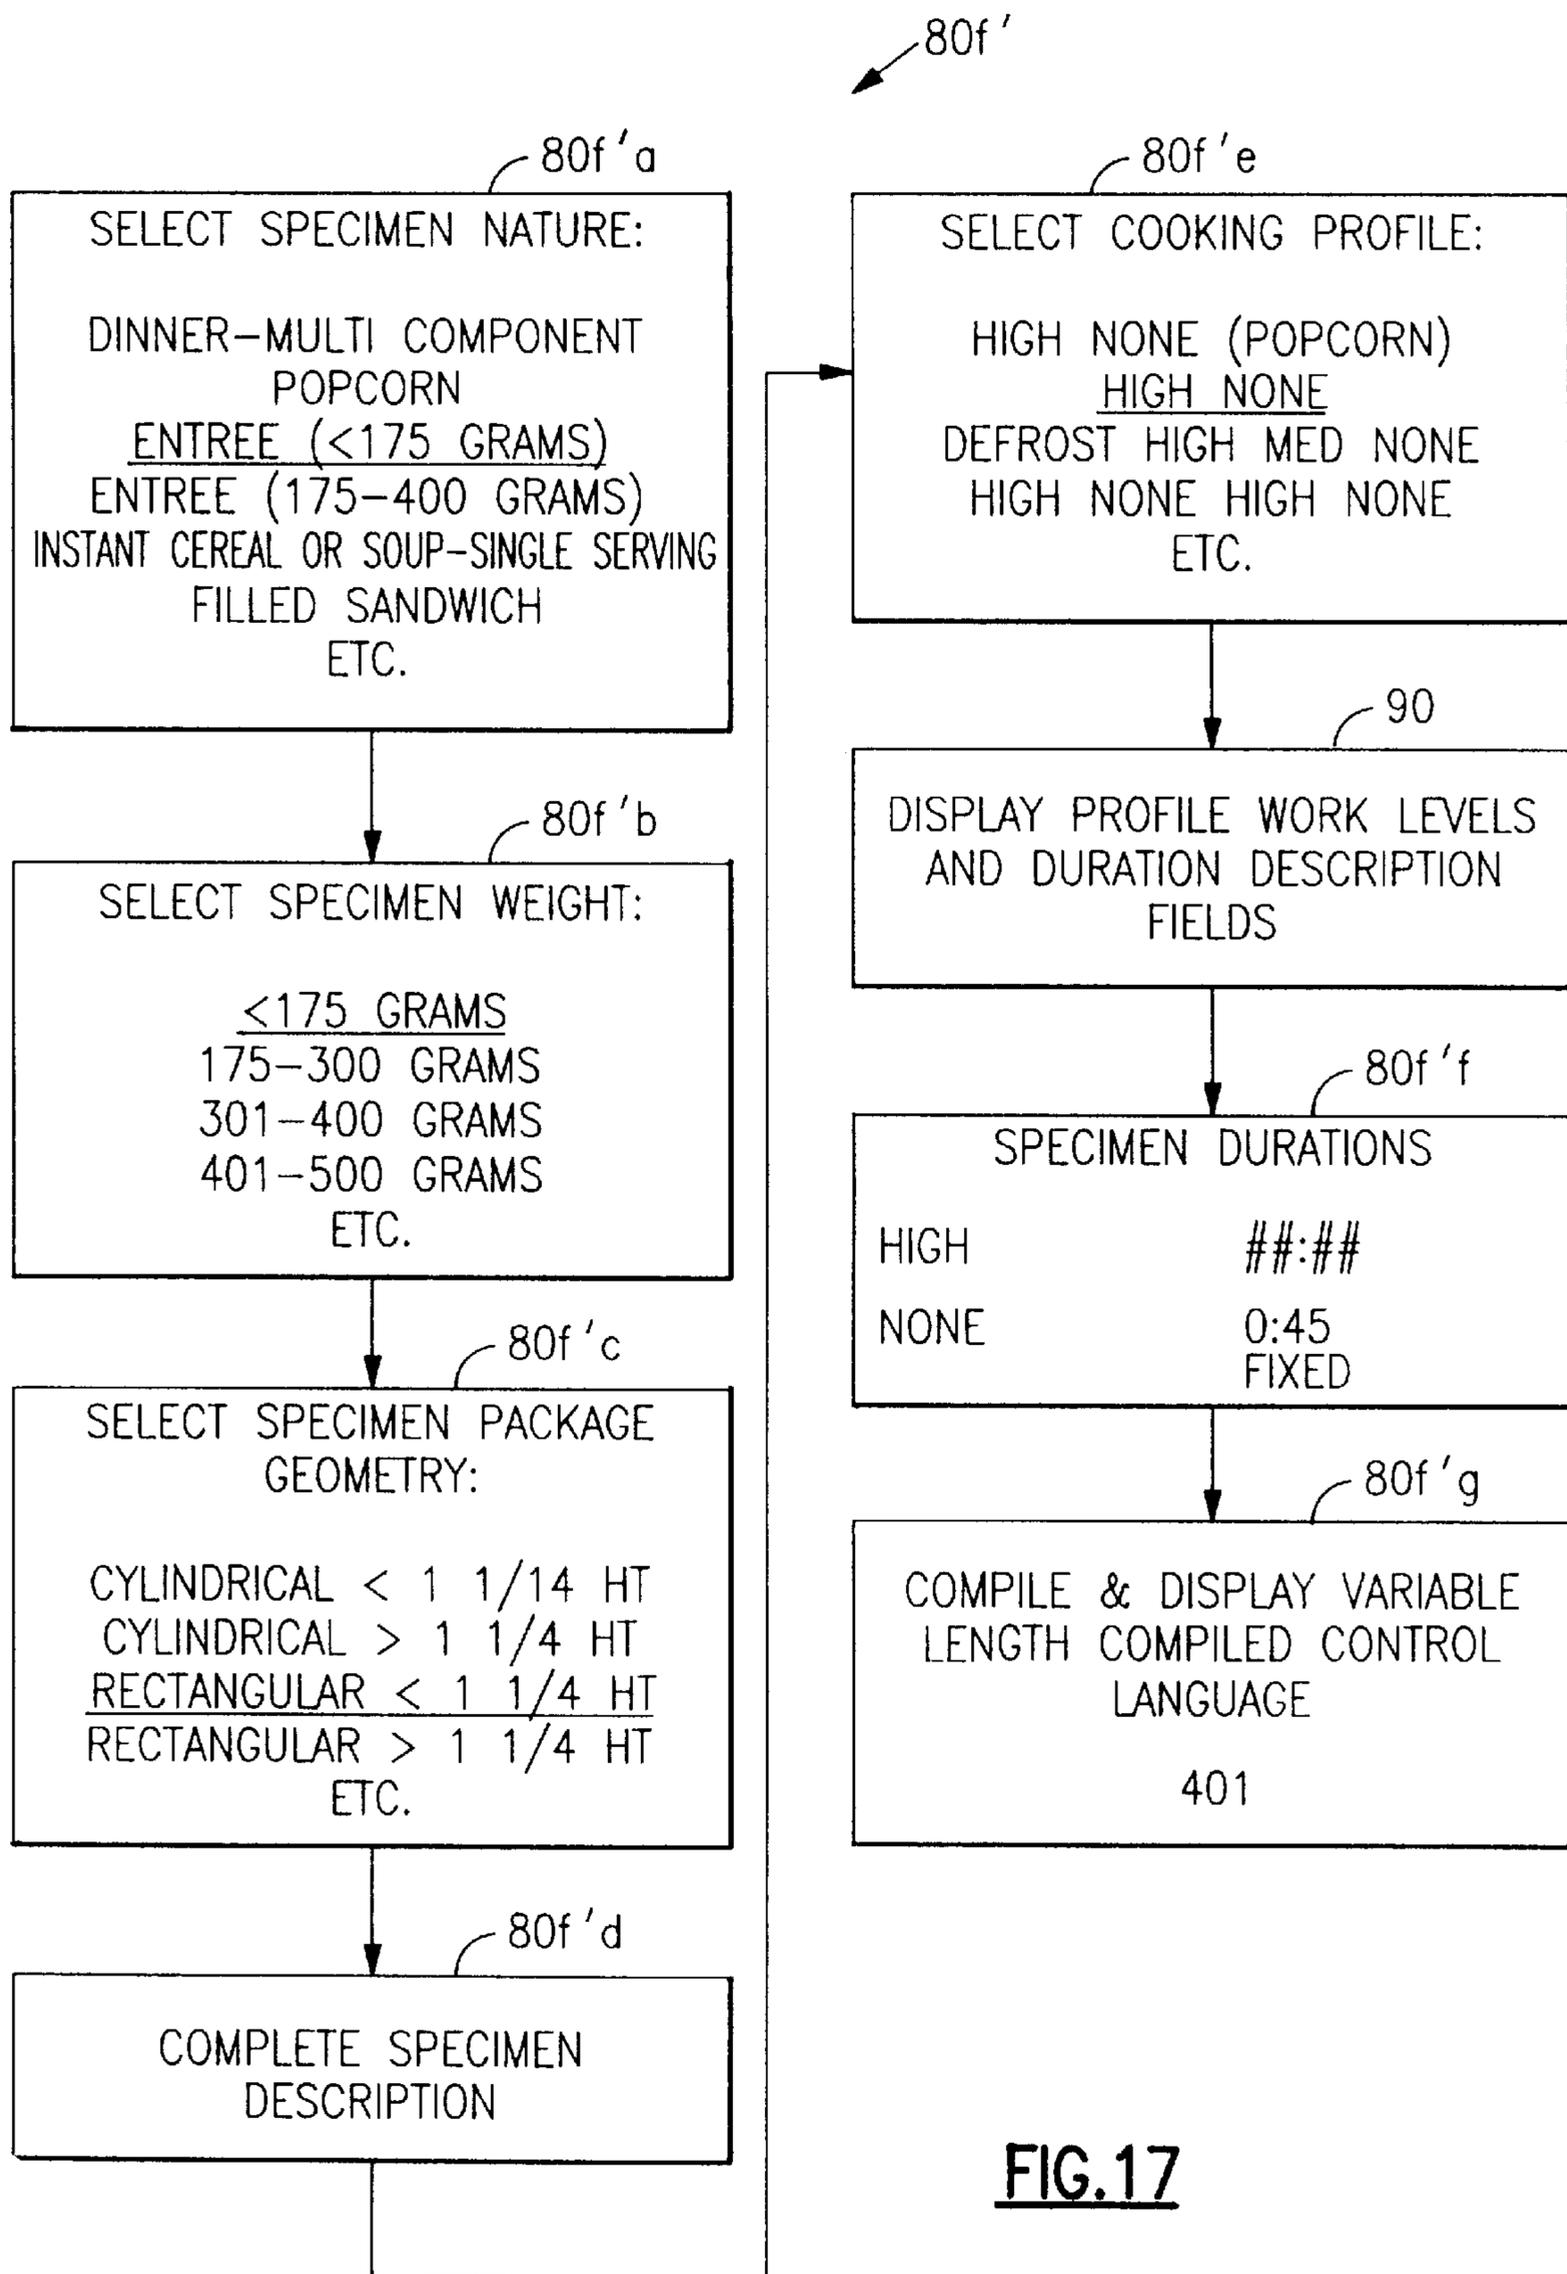 80f'
80f'a
SELECT SPECIMEN NATURE:
DINNER-MULTI COMPONENT
POPCORN
ENTREE (<175 GRAMS)
ENTREE (175-400 GRAMS)
INSTANT CEREAL OR SOUP-SINGLE SERVING
FILLED SANDWICH
ETC.
80f'b
SELECT SPECIMEN WEIGHT:
<175 GRAMS
175-300 GRAMS
301-400 GRAMS
401-500 GRAMS
ETC.
80f'c
SELECT SPECIMEN PACKAGE
GEOMETRY:
CYLINDRICAL < 1 1/14 HT
CYLINDRICAL > 1 1/4 HT
RECTANGULAR < 1 1/4 HT
RECTANGULAR > 1 1/4 HT
ETC.
80f'd
COMPLETE SPECIMEN
DESCRIPTION
80f'e
SELECT COOKING PROFILE:
HIGH NONE (POPCORN)
HIGH NONE
DEFROST HIGH MED NONE
HIGH NONE HIGH NONE
ETC.
90
DISPLAY PROFILE WORK LEVELS
AND DURATION DESCRIPTION
FIELDS
80f'f
SPECIMEN DURATIONS
HIGH ##:##
NONE 0:45
FIXED
80f'g
COMPILE & DISPLAY VARIABLE
LENGTH COMPILED CONTROL
LANGUAGE
401
FIG.17